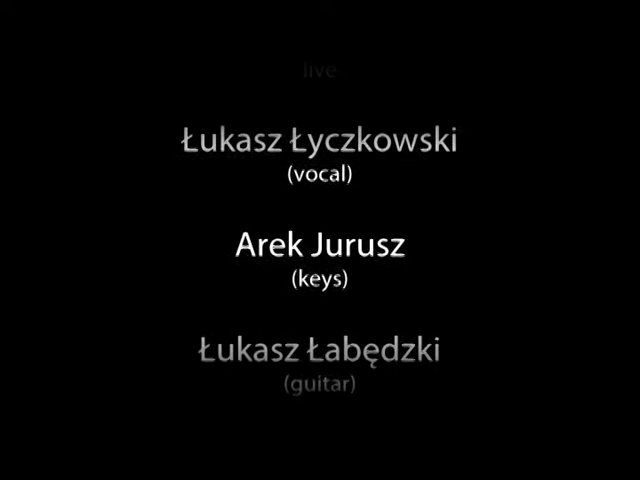 live
Łukasz Łyczkowski
(vocal)
Arek Jurusz
(keys)
Łukasz Łabędzki
(guitar)